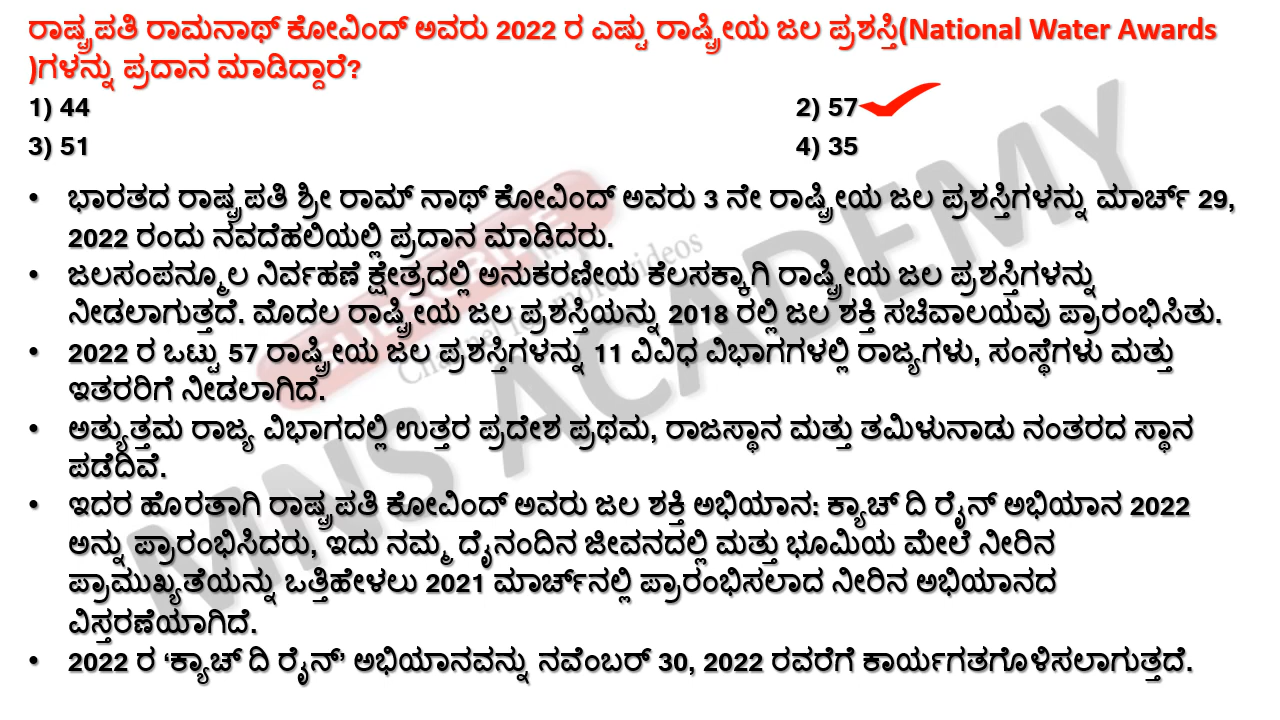 ರಾಷ್ಟ್ರಪತಿ ರಾಮನಾಥ್ ಕೋವಿಂದ್ ಅವರು 2022 ರ ಎಷ್ಟು ರಾಷ್ಟ್ರೀಯ ಜಲ ಪ್ರಶಸ್ತಿ(National Water Awards
)ಗಳನ್ನು ಪ್ರದಾನ ಮಾಡಿದ್ದಾರೆ?
1) 44 2) 57
3) 51 4) 35
• ಭಾರತದ ರಾಷ್ಟ್ರಪತಿ ಶ್ರೀ ರಾಮ್ ನಾಥ್ ಕೋವಿಂದ್ ಅವರು 3 ನೇ ರಾಷ್ಟ್ರೀಯ ಜಲ ಪ್ರಶಸ್ತಿಗಳನ್ನು ಮಾರ್ಚ್ 29,
2022 ರಂದು ನವದೆಹಲಿಯಲ್ಲಿ ಪ್ರದಾನ ಮಾಡಿದರು.
• ಜಲಸಂಪನ್ಮೂಲ ನಿರ್ವಹಣೆ ಕ್ಷೇತ್ರದಲ್ಲಿ ಅನುಕರಣೀಯ ಕೆಲಸಕ್ಕಾಗಿ ರಾಷ್ಟ್ರೀಯ ಜಲ ಪ್ರಶಸ್ತಿಗಳನ್ನು
ನೀಡಲಾಗುತ್ತದೆ. ಮೊದಲ ರಾಷ್ಟ್ರೀಯ ಜಲ ಪ್ರಶಸ್ತಿಯನ್ನು 2018 ರಲ್ಲಿ ಜಲ ಶಕ್ತಿ ಸಚಿವಾಲಯವು ಪ್ರಾರಂಭಿಸಿತು.
• 2022 ರ ಒಟ್ಟು 57 ರಾಷ್ಟ್ರೀಯ ಜಲ ಪ್ರಶಸ್ತಿಗಳನ್ನು 11 ವಿವಿಧ ವಿಭಾಗಗಳಲ್ಲಿ ರಾಜ್ಯಗಳು, ಸಂಸ್ಥೆಗಳು ಮತ್ತು
ಇತರರಿಗೆ ನೀಡಲಾಗಿದೆ.
• ಅತ್ಯುತ್ತಮ ರಾಜ್ಯ ವಿಭಾಗದಲ್ಲಿ ಉತ್ತರ ಪ್ರದೇಶ ಪ್ರಥಮ, ರಾಜಸ್ಥಾನ ಮತ್ತು ತಮಿಳುನಾಡು ನಂತರದ ಸ್ಥಾನ
ಪಡೆದಿವೆ.
• ಇದರ ಹೊರತಾಗಿ ರಾಷ್ಟ್ರಪತಿ ಕೋವಿಂದ್ ಅವರು ಜಲ ಶಕ್ತಿ ಅಭಿಯಾನ: ಕ್ಯಾಚ್ ದಿ ರೈನ್ ಅಭಿಯಾನ 2022
ಅನ್ನು ಪ್ರಾರಂಭಿಸಿದರು, ಇದು ನಮ್ಮ ದೈನಂದಿನ ಜೀವನದಲ್ಲಿ ಮತ್ತು ಭೂಮಿಯ ಮೇಲೆ ನೀರಿನ
ಪ್ರಾಮುಖ್ಯತೆಯನ್ನು ಒತ್ತಿಹೇಳಲು 2021 ಮಾರ್ಚ್‌ನಲ್ಲಿ ಪ್ರಾರಂಭಿಸಲಾದ ನೀರಿನ ಅಭಿಯಾನದ
ವಿಸ್ತರಣೆಯಾಗಿದೆ.
• 2022 ರ ‘ಕ್ಯಾಚ್ ದಿ ರೈನ್’ ಅಭಿಯಾನವನ್ನು ನವೆಂಬರ್ 30, 2022 ರವರೆಗೆ ಕಾರ್ಯಗತಗೊಳಿಸಲಾಗುತ್ತದೆ.
MNS ACADEMY